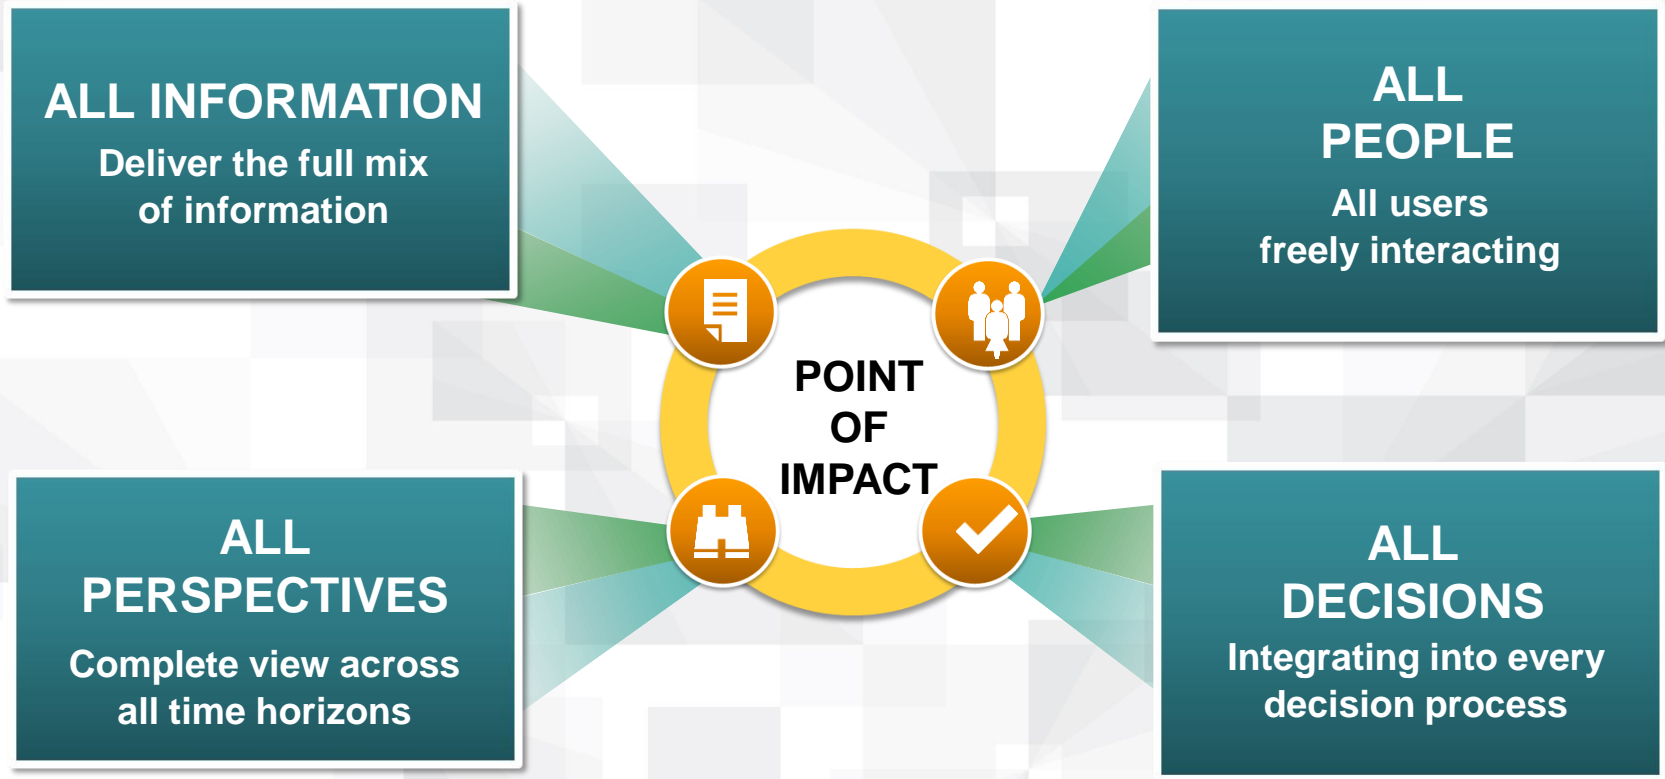 ALL INFORMATION
Deliver the full mix
of information
ALL
PEOPLE
All users
freely interacting
POINT
OF
IMPACT
ALL
PERSPECTIVES
Complete view across
all time horizons
ALL
DECISIONS
Integrating into every
decision process